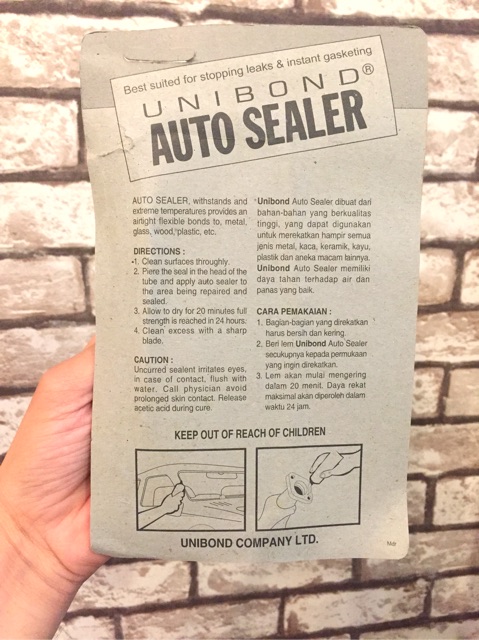 Best suited for stopping leaks & instant gasketing
UNIBOND®
AUTO SEALER
AUTO SEALER, withstands and
extreme temperatures provides an
airtight flexible bonds to, metal,
glass, wood, plastic, etc.
DIRECTIONS :
1. Clean surfaces throughly.
2. Piere the seal in the head of the
tube and apply auto sealer to
the area being repaired and
sealed.
3. Allow to dry for 20 minutes full
strength is reached in 24 hours.
4. Clean excess with a sharp
blade.
CAUTION :
Uncurred sealent irritates eyes,
in case of contact, flush with
water. Call physician avoid
prolonged skin contact. Release
acetic acid during cure.
Unibond Auto Sealer dibuat dari
bahan-bahan yang berkualitas
tinggi, yang dapat digunakan
untuk merekatkan hampir semua
jenis metal, kaca, keramik, kayu,
plastik dan aneka macam lainnya.
Unibond Auto Sealer memiliki
daya tahan terhadap air dan
panas yang baik.
CARA PEMAKAIAN :
1. Bagian-bagian yang direkatkan
harus bersih dan kering.
2. Beri lem Unibond Auto Sealer
secukupnya kepada permukaan
yang ingin direkatkan.
3. Lem akan mulai mengering
dalam 20 menit. Daya rekat
maksimal akan diperoleh dalam
waktu 24 jam.
KEEP OUT OF REACH OF CHILDREN
UNIBOND COMPANY LTD.